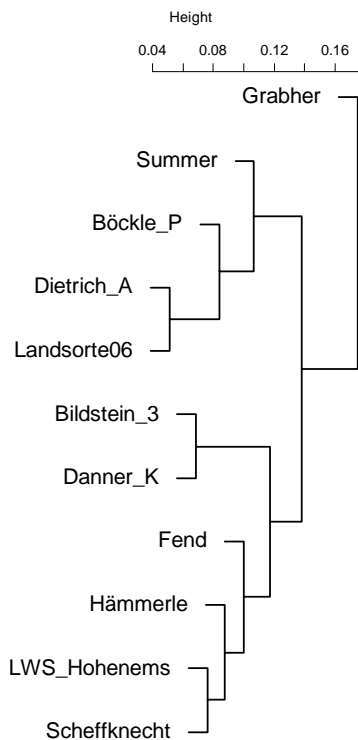 Height
0.04 0.08 0.12 0.16
Grabher
Summer
Böckle_P
Dietrich_A
Landsorte06
Bildstein_3
Danner_K
Fend
Hämmerle
LWS_Hohenems
Scheffknecht